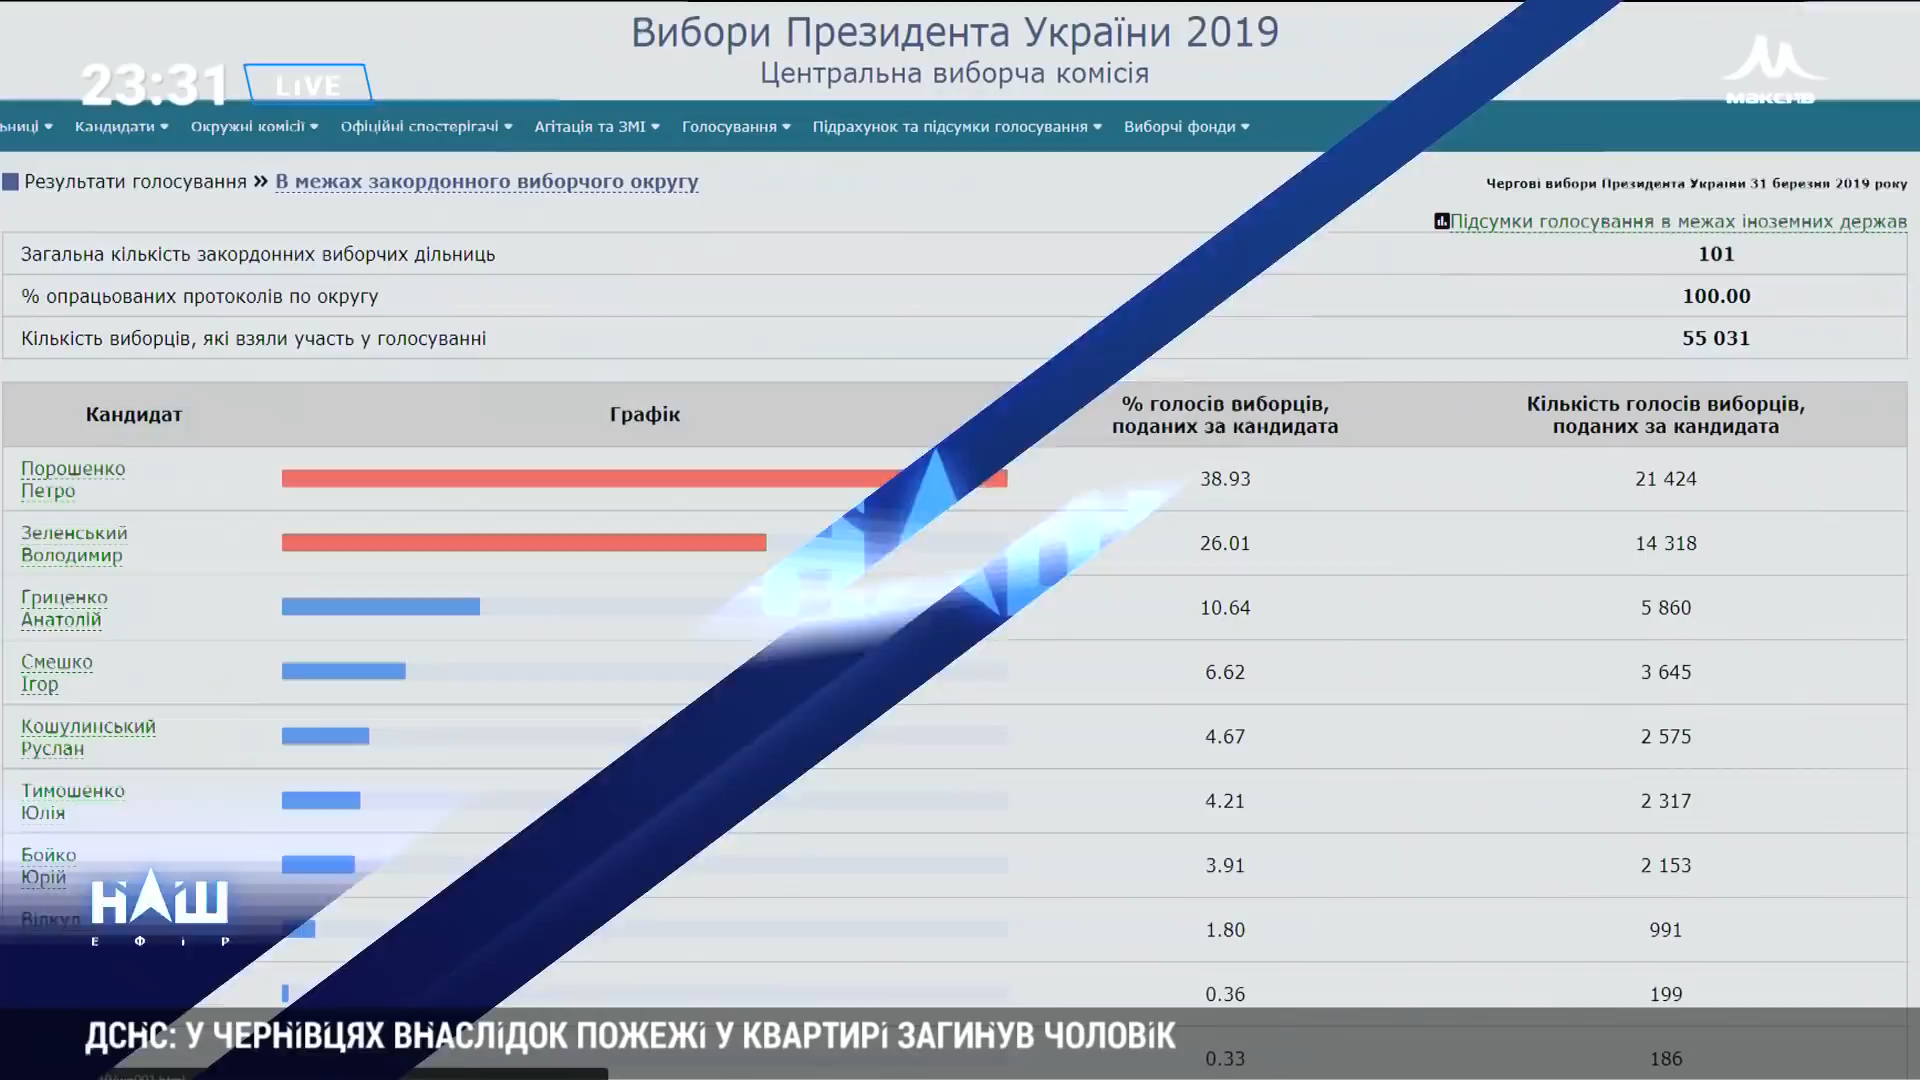 Вибори Президента України 2019
Центральна виборча комісія
23:31 LIVE
МАКСІТВ
ьниці Кандидати Окружні комісії Офіційні спостерігачі Агітація та ЗМІ Голосування Підрахунок та підсумки голосування Виборчі фонди
Результати голосування » В межах закордонного виборчого округу
Чергові вибори Президента України 31 березня 2019 року
Підсумки голосування в межах іноземних держав
Загальна кількість закордонних виборчих дільниць 101
% опрацьованих протоколів по округу 100.00
Кількість виборців, які взяли участь у голосуванні 55 031
Кандидат Графік % голосів виборців, поданих за кандидата Кількість голосів виборців, поданих за кандидата
Порошенко Петро 38.93 21 424
Зеленський Володимир 26.01 14 318
Гриценко Анатолій 10.64 5 860
Смешко Ігор 6.62 3 645
Кошулинський Руслан 4.67 2 575
Тимошенко Юлія 4.21 2 317
Бойко Юрій 3.91 2 153
Вілкул 1.80 991
0.36 199
0.33 186
НАШ
ЕФІР
ДСНС: У ЧЕРНІВЦЯХ ВНАСЛІДОК ПОЖЕЖІ У КВАРТИРІ ЗАГИНУВ ЧОЛОВІК